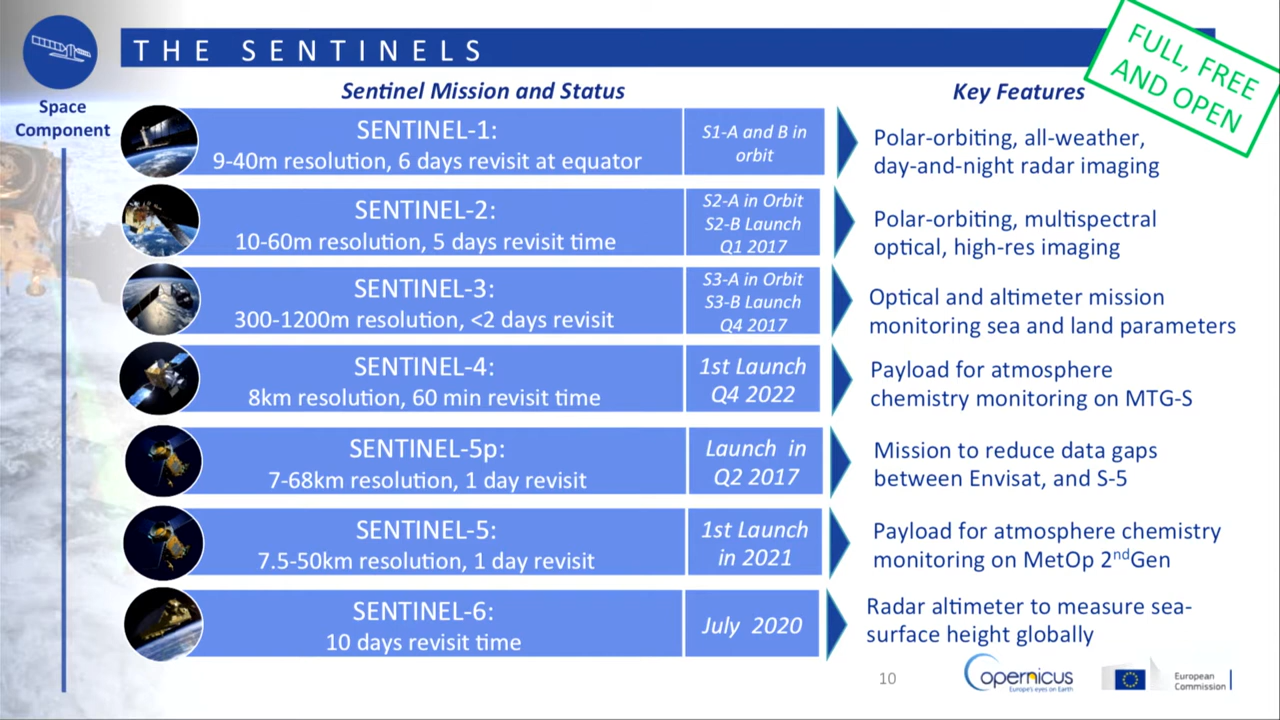 THE SENTINELS
FULL, FREE
AND OPEN
Space
Component
Sentinel Mission and Status
Key Features
SENTINEL-1:
9-40m resolution, 6 days revisit at equator
S1-A and B in
orbit
Polar-orbiting, all-weather,
day-and-night radar imaging
SENTINEL-2:
10-60m resolution, 5 days revisit time
S2-A in Orbit
S2-B Launch
Q1 2017
Polar-orbiting, multispectral
optical, high-res imaging
SENTINEL-3:
300-1200m resolution, <2 days revisit
S3-A in Orbit
S3-B Launch
Q4 2017
Optical and altimeter mission
monitoring sea and land parameters
SENTINEL-4:
8km resolution, 60 min revisit time
1st Launch
Q4 2022
Payload for atmosphere
chemistry monitoring on MTG-S
SENTINEL-5p:
7-68km resolution, 1 day revisit
Launch in
Q2 2017
Mission to reduce data gaps
between Envisat, and S-5
SENTINEL-5:
7.5-50km resolution, 1 day revisit
1st Launch
in 2021
Payload for atmosphere chemistry
monitoring on MetOp 2ndGen
SENTINEL-6:
10 days revisit time
July 2020
Radar altimeter to measure sea-
surface height globally
10
Copernicus
Europe's eyes on Earth
European
Commission